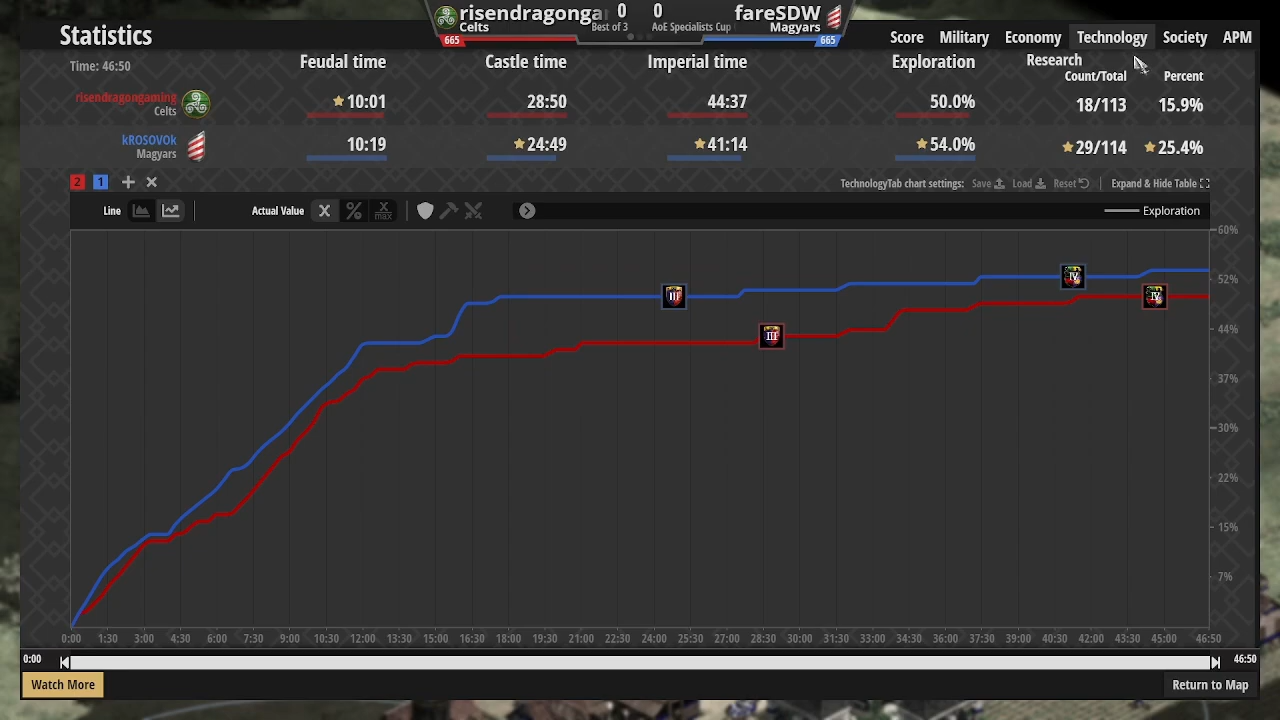 risendragonga 0 0 fareSDW
Celts Best of 3 AoE Specialists Cup Magyars
665 665
Statistics
Score Military Economy Technology Society APM
Time: 46:50
Feudal time Castle time Imperial time Exploration Research
Count/Total Percent
risendragongaming
Celts
10:01 28:50 44:37 50.0% 18/113 15.9%
kROSOVOk
Magyars
10:19 24:49 41:14 54.0% 29/114 25.4%
2 1
TechnologyTab chart settings: Save Load Reset Expand & Hide Table
Line Actual Value X % X max
Exploration
60%
52%
44%
37%
30%
22%
15%
7%
III III IV IV
0:00 1:30 3:00 4:30 6:00 7:30 9:00 10:30 12:00 13:30 15:00 16:30 18:00 19:30 21:00 22:30 24:00 25:30 27:00 28:30 30:00 31:30 33:00 34:30 36:00 37:30 39:00 40:30 42:00 43:30 45:00 46:50
0:00 46:50
Watch More Return to Map